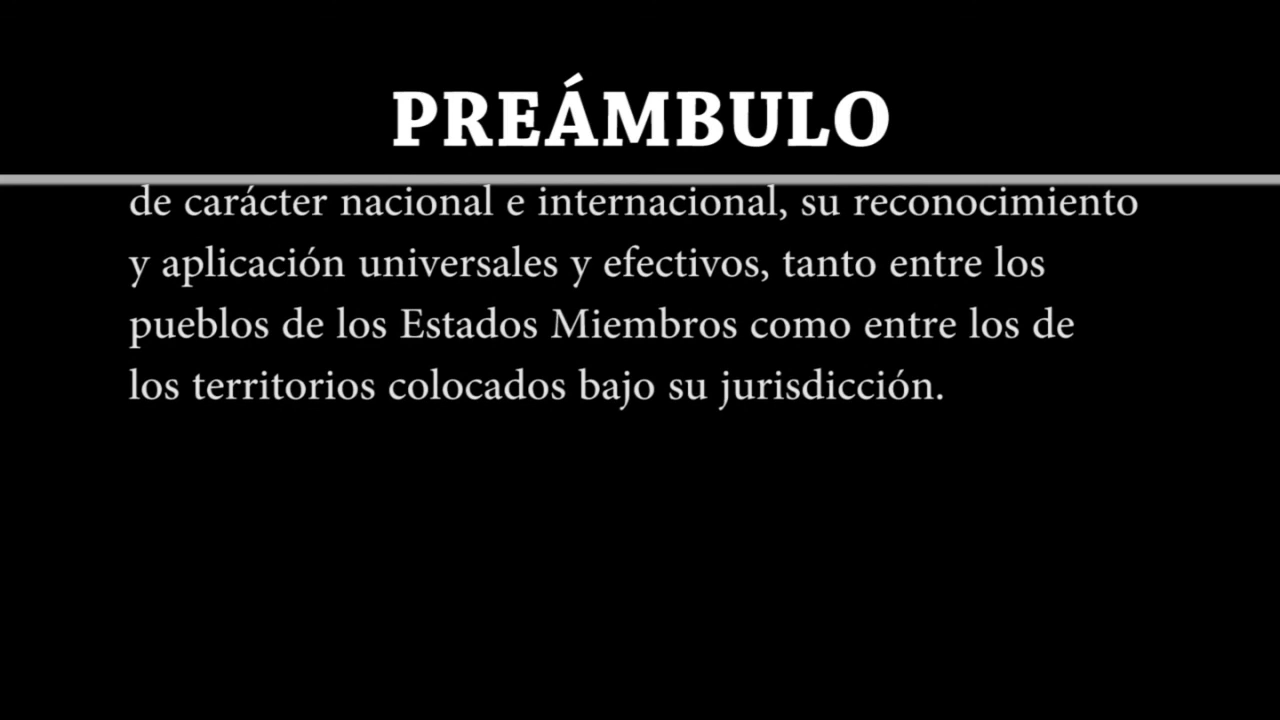 PREÁMBULO
de carácter nacional e internacional, su reconocimiento
y aplicación universales y efectivos, tanto entre los
pueblos de los Estados Miembros como entre los de
los territorios colocados bajo su jurisdicción.